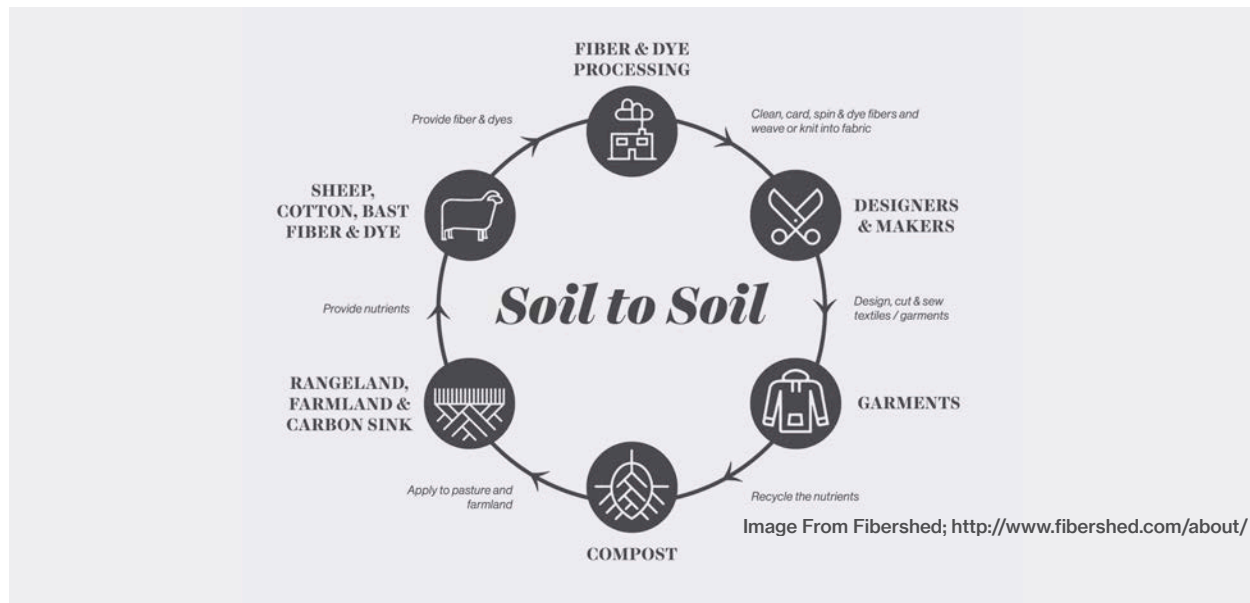 FIBER & DYE
PROCESSING
Provide fiber & dyes
Clean, card, spin & dye fibers and
weave or knit into fabric
SHEEP,
COTTON, BAST
FIBER & DYE
DESIGNERS
& MAKERS
Soil to Soil
Provide nutrients
Design, cut & sew
textiles / garments
RANGELAND,
FARMLAND &
CARBON SINK
GARMENTS
Apply to pasture and
farmland
Recycle the nutrients
Image From Fibershed; http://www.fibershed.com/about/
COMPOST